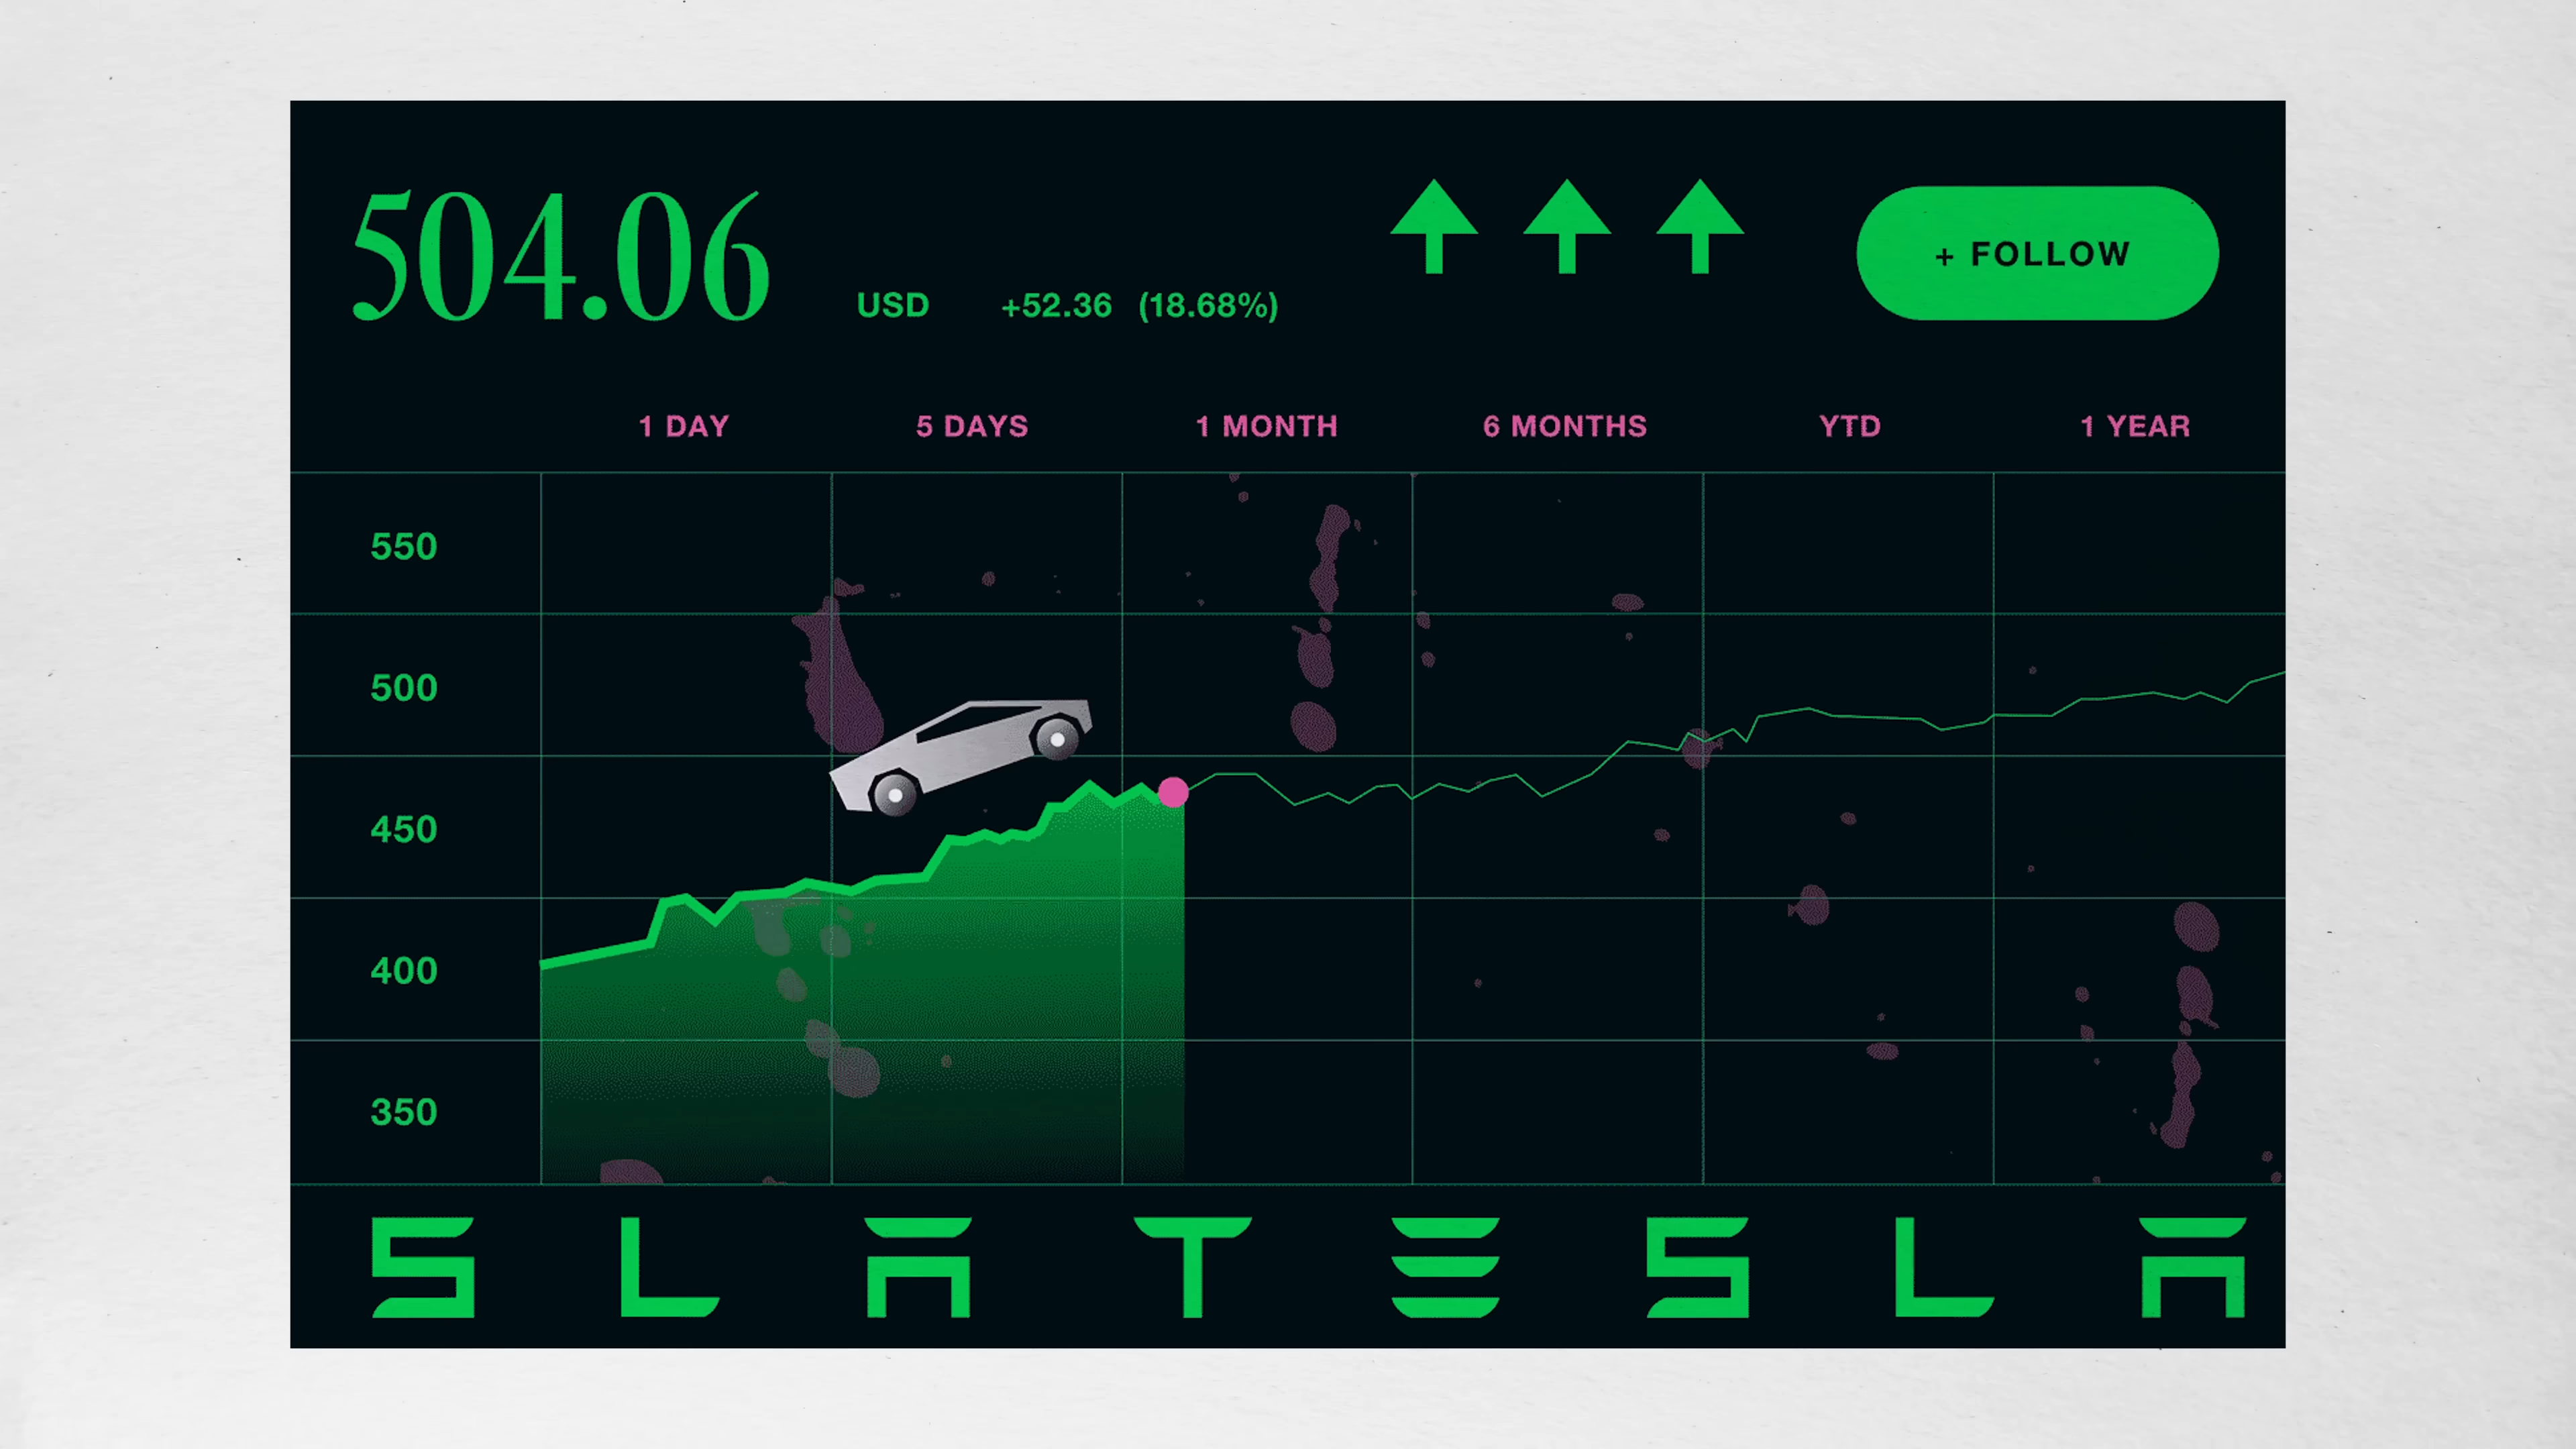 504.06 USD +52.36 (18.68%) + FOLLOW
1 DAY 5 DAYS 1 MONTH 6 MONTHS YTD 1 YEAR
550
500
450
400
350
SLATESLA